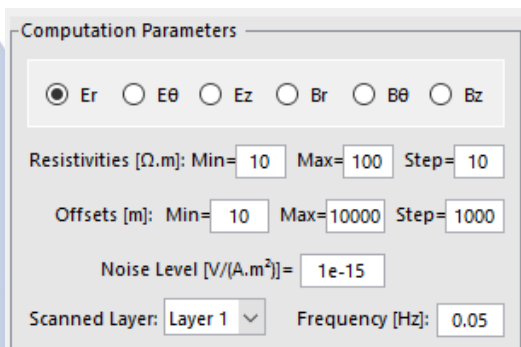 Computation Parameters
Er Eθ Ez Br Bθ Bz
Resistivities [Ω.m]: Min= 10 Max= 100 Step= 10
Offsets [m]: Min= 10 Max= 10000 Step= 1000
Noise Level [V/(A.m²)]= 1e-15
Scanned Layer: Layer 1 Frequency [Hz]: 0.05